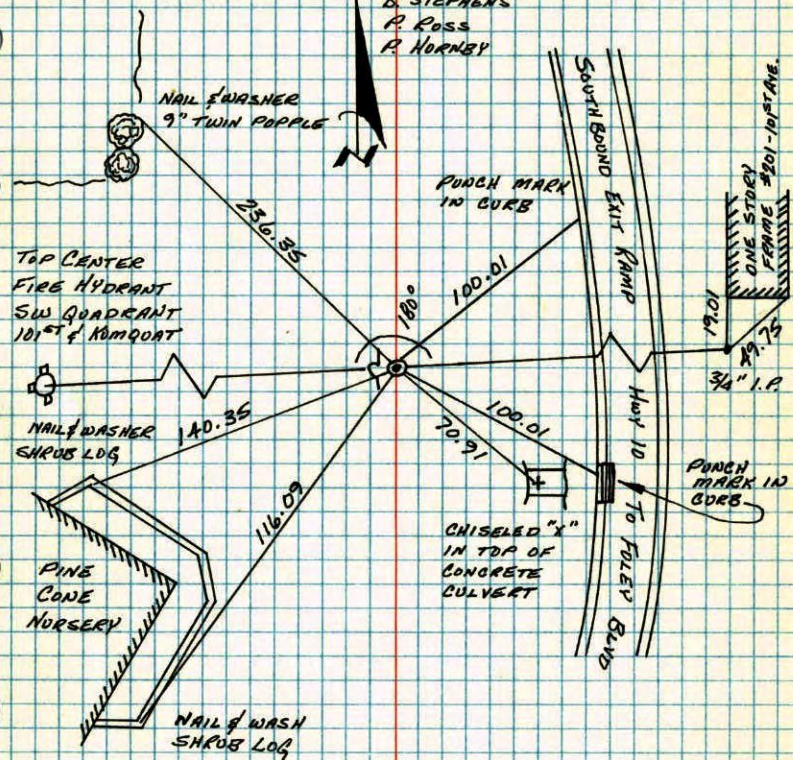 D. STEPHENS
P. ROSS
P. HORNBY
NAIL & WASHER
9" TWIN POPPLE
PUNCH MARK
IN CURB
SOUTH BOUND EXIT RAMP
ONE STORY
FRAME #201-101ST AVE.
236.35
100.01
180°
19.01
49.75
3/4" I.P.
TOP CENTER
FIRE HYDRANT
SW QUADRANT
101ST & KUMQUAT
NAIL & WASHER
SHRUB LOG
140.35
100.01
70.91
HWY 10
TO FOLEY BLVD
PUNCH
MARK IN
CURB
116.09
CHISELED "X"
IN TOP OF
CONCRETE
CULVERT
PINE
CONE
NURSERY
NAIL & WASH
SHRUB LOG